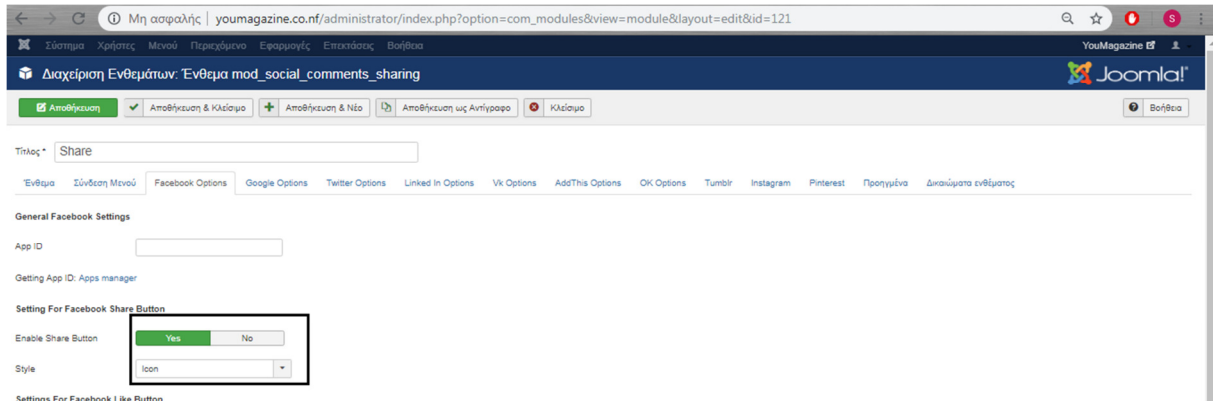 Μη ασφαλής | youmagazine.co.nf/administrator/index.php?option=com_modules&view=module&layout=edit&id=121
S
Σύστημα Χρήστες Μενού Περιεχόμενο Εφαρμογές Επεκτάσεις Βοήθεια YouMagazine
Διαχείριση Ενθεμάτων: Ένθεμα mod_social_comments_sharing Joomla!
Αποθήκευση Αποθήκευση & Κλείσιμο Αποθήκευση & Νέο Αποθήκευση ως Αντίγραφο Κλείσιμο Βοήθεια
Τίτλος * Share
Ένθεμα Σύνδεση Μενού Facebook Options Google Options Twitter Options Linked In Options Vk Options AddThis Options OK Options Tumblr Instagram Pinterest Προηγμένα Δικαιώματα ενθέματος
General Facebook Settings
App ID
Getting App ID: Apps manager
Setting For Facebook Share Button
Enable Share Button Yes No
Style Icon
Settings For Facebook Like Button